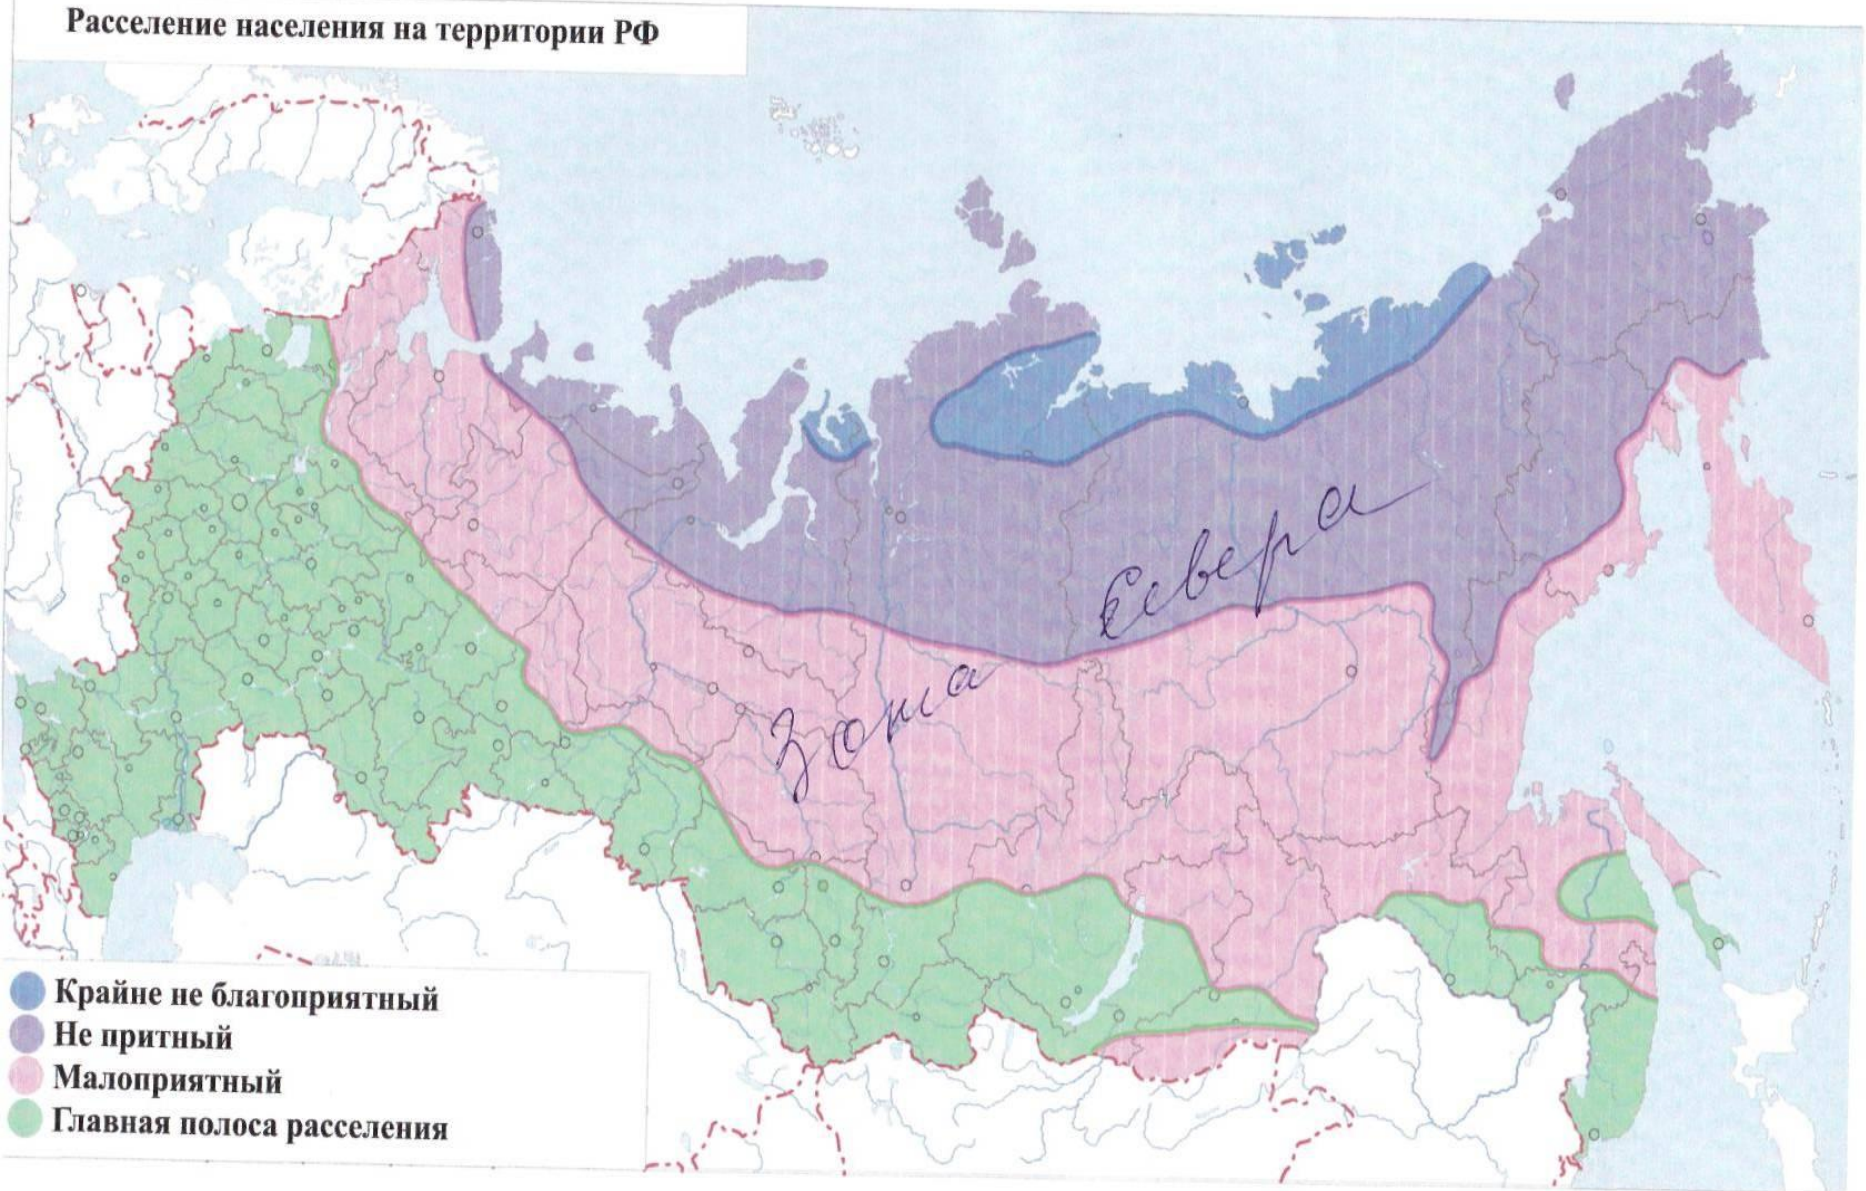 Расселение населения на территории РФ
Зона Севера
Крайне не благоприятный
Не притный
Малоприятный
Главная полоса расселения